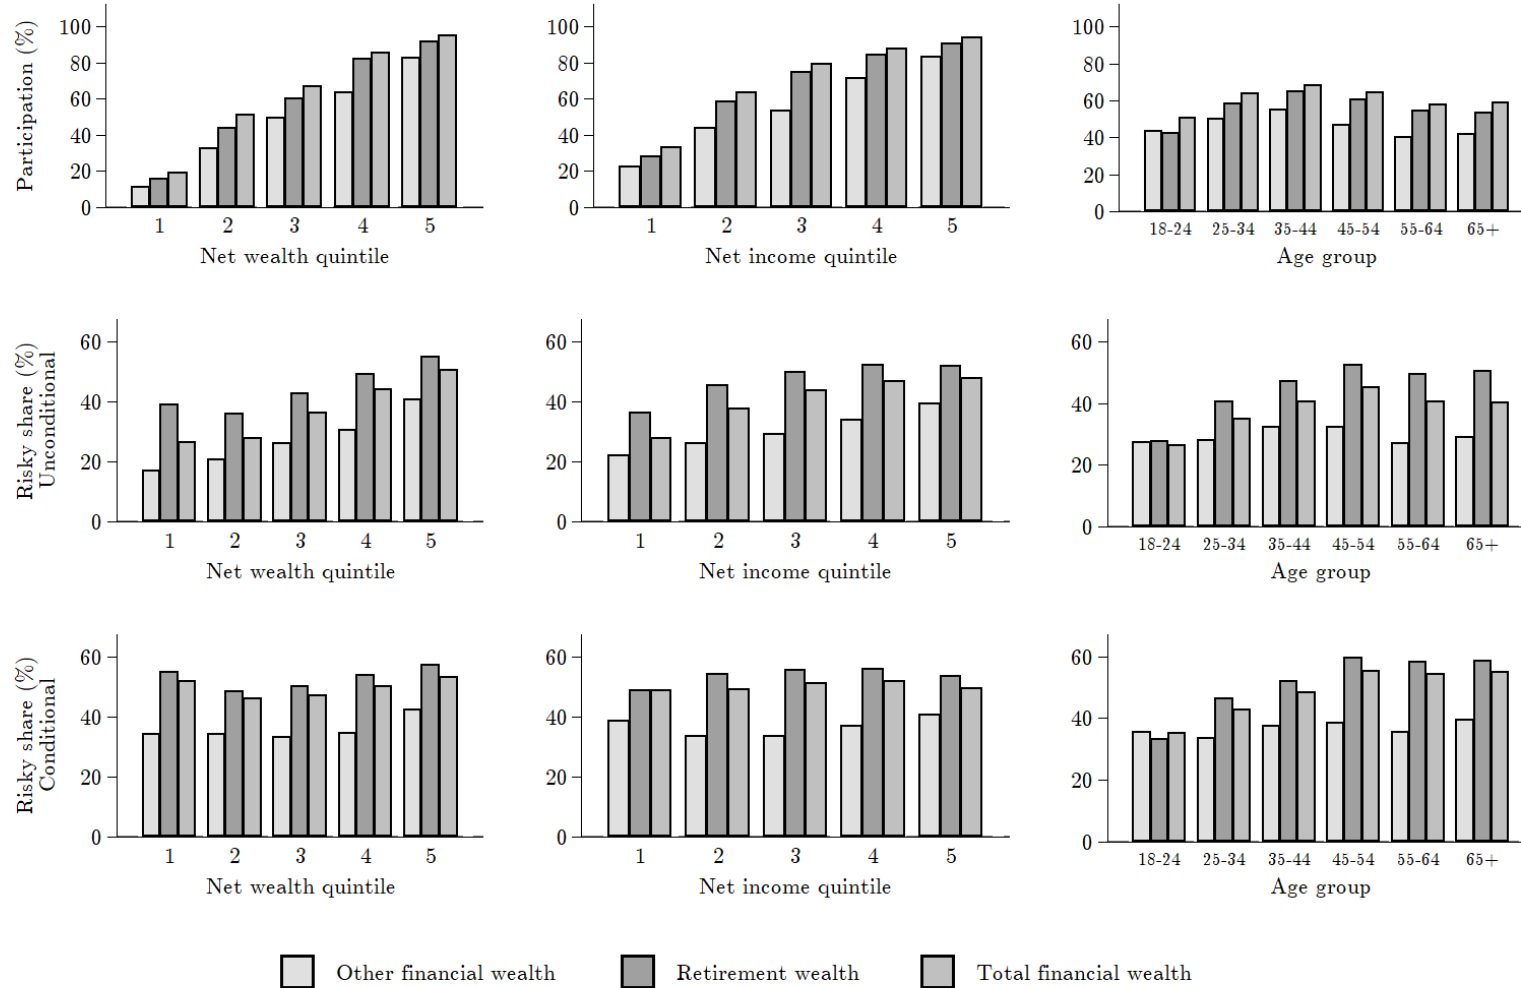 Participation (%)
100
80
60
40
20
0
1 2 3 4 5
Net wealth quintile
100
80
60
40
20
0
1 2 3 4 5
Net income quintile
100
80
60
40
20
0
18-24 25-34 35-44 45-54 55-64 65+
Age group
Risky share (%)
Unconditional
60
40
20
0
1 2 3 4 5
Net wealth quintile
60
40
20
0
1 2 3 4 5
Net income quintile
60
40
20
0
18-24 25-34 35-44 45-54 55-64 65+
Age group
Risky share (%)
Conditional
60
40
20
0
1 2 3 4 5
Net wealth quintile
60
40
20
0
1 2 3 4 5
Net income quintile
60
40
20
0
18-24 25-34 35-44 45-54 55-64 65+
Age group
Other financial wealth Retirement wealth Total financial wealth